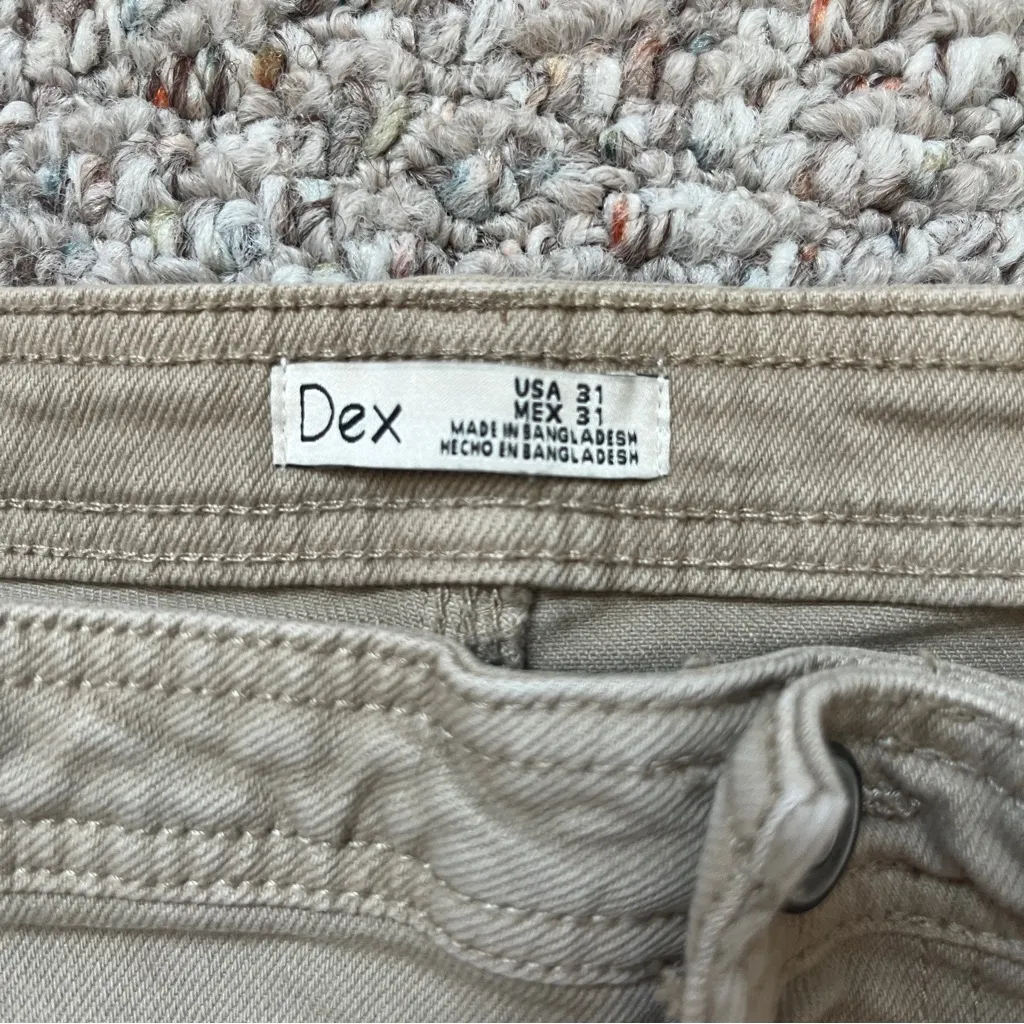 Dex
USA 31
MEX 31
MADE IN BANGLADESH
HECHO EN BANGLADESH